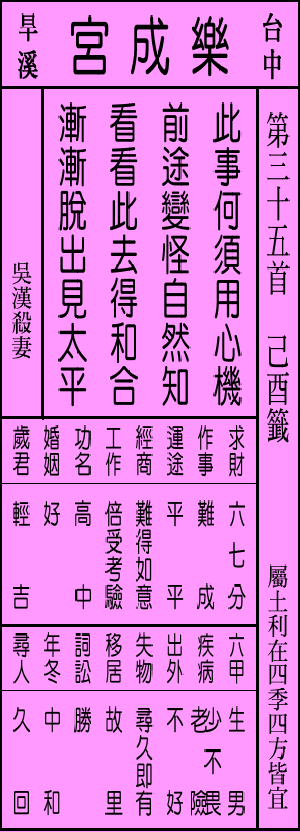 台中
樂成宮
旱溪
第三十五首 己酉籤
屬土利在四季四方皆宜
此事何須用心機
前途變怪自然知
看看此去得和合
漸漸脫出見太平
吳漢殺妻
求財 六七分
作事 難成
運途 平平
經商 難得如意
工作 倍受考驗
功名 高中
婚姻 好
歲君 輕吉
六甲 生男
疾病 少不畏 老險
出外 不好
失物 尋久即有
移居 故里
詞訟 勝
年冬 中和
尋人 久回